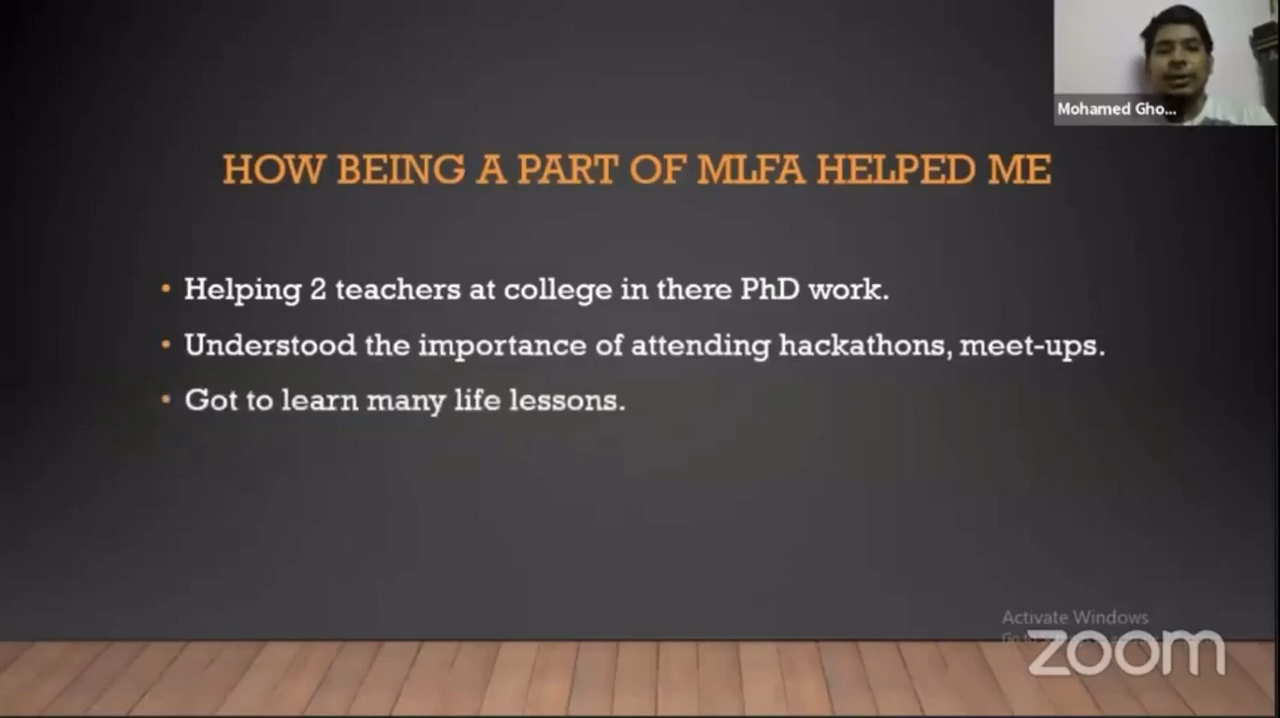 Mohamed Gho...
HOW BEING A PART OF MLFA HELPED ME
• Helping 2 teachers at college in there PhD work.
• Understood the importance of attending hackathons, meet-ups.
• Got to learn many life lessons.
Activate Windows
zoom